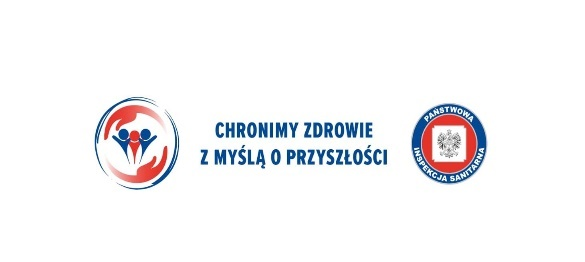 CHRONIMY ZDROWIE
Z MYŚLĄ O PRZYSZŁOŚCI
PAŃSTWOWA
INSPEKCJA SANITARNA